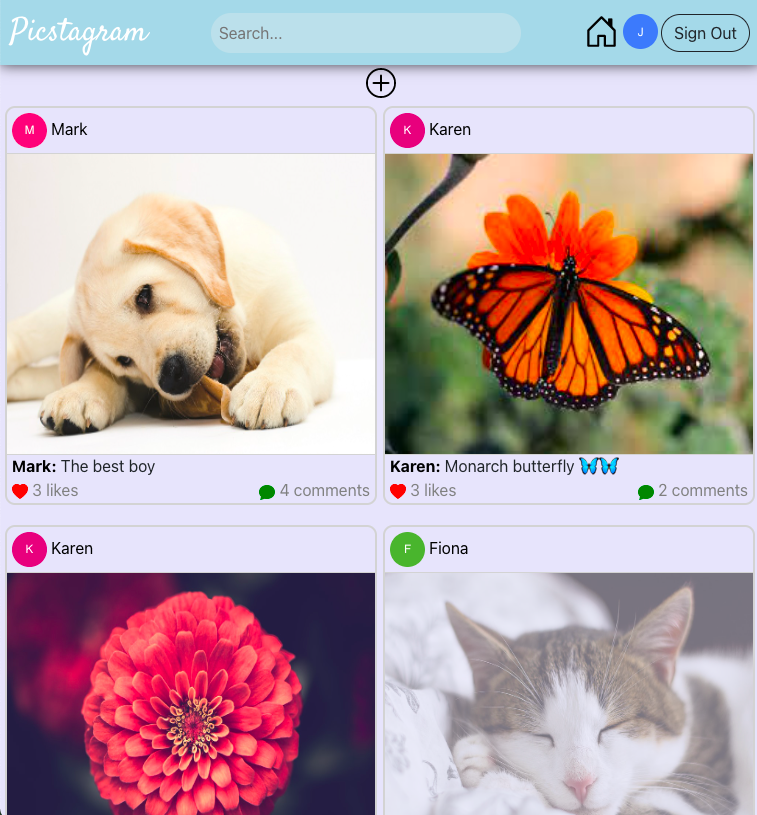 Picstagram
Search...
J
Sign Out
M
Mark
K
Karen
Mark: The best boy
3 likes
4 comments
Karen: Monarch butterfly 🦋🦋
3 likes
2 comments
K
Karen
F
Fiona